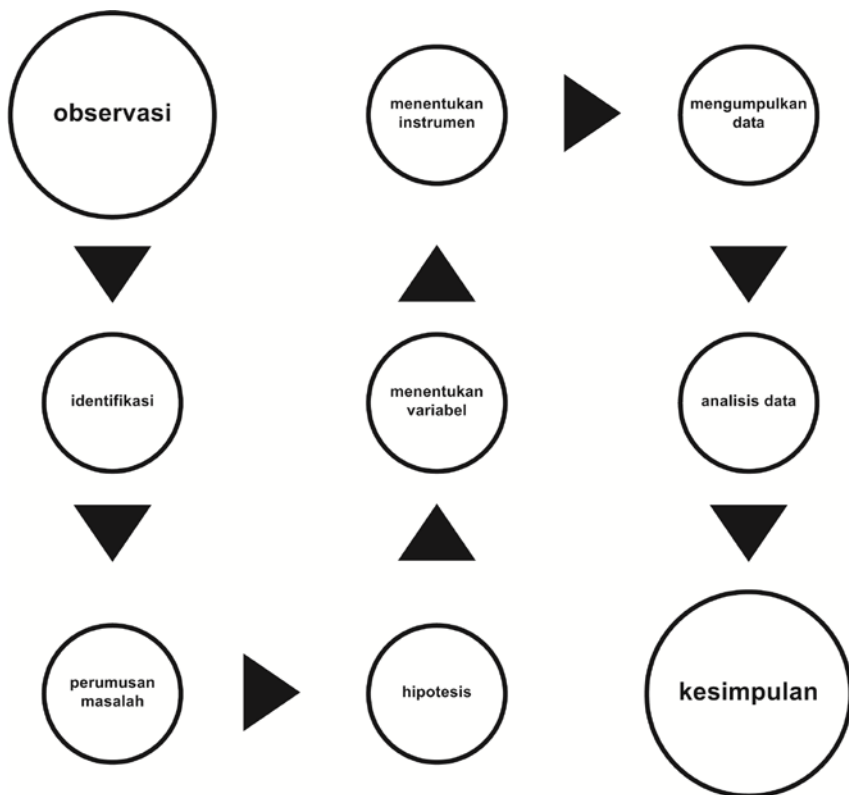 observasi
identifikasi
perumusan
masalah
hipotesis
menentukan
variabel
menentukan
instrumen
mengumpulkan
data
analisis data
kesimpulan